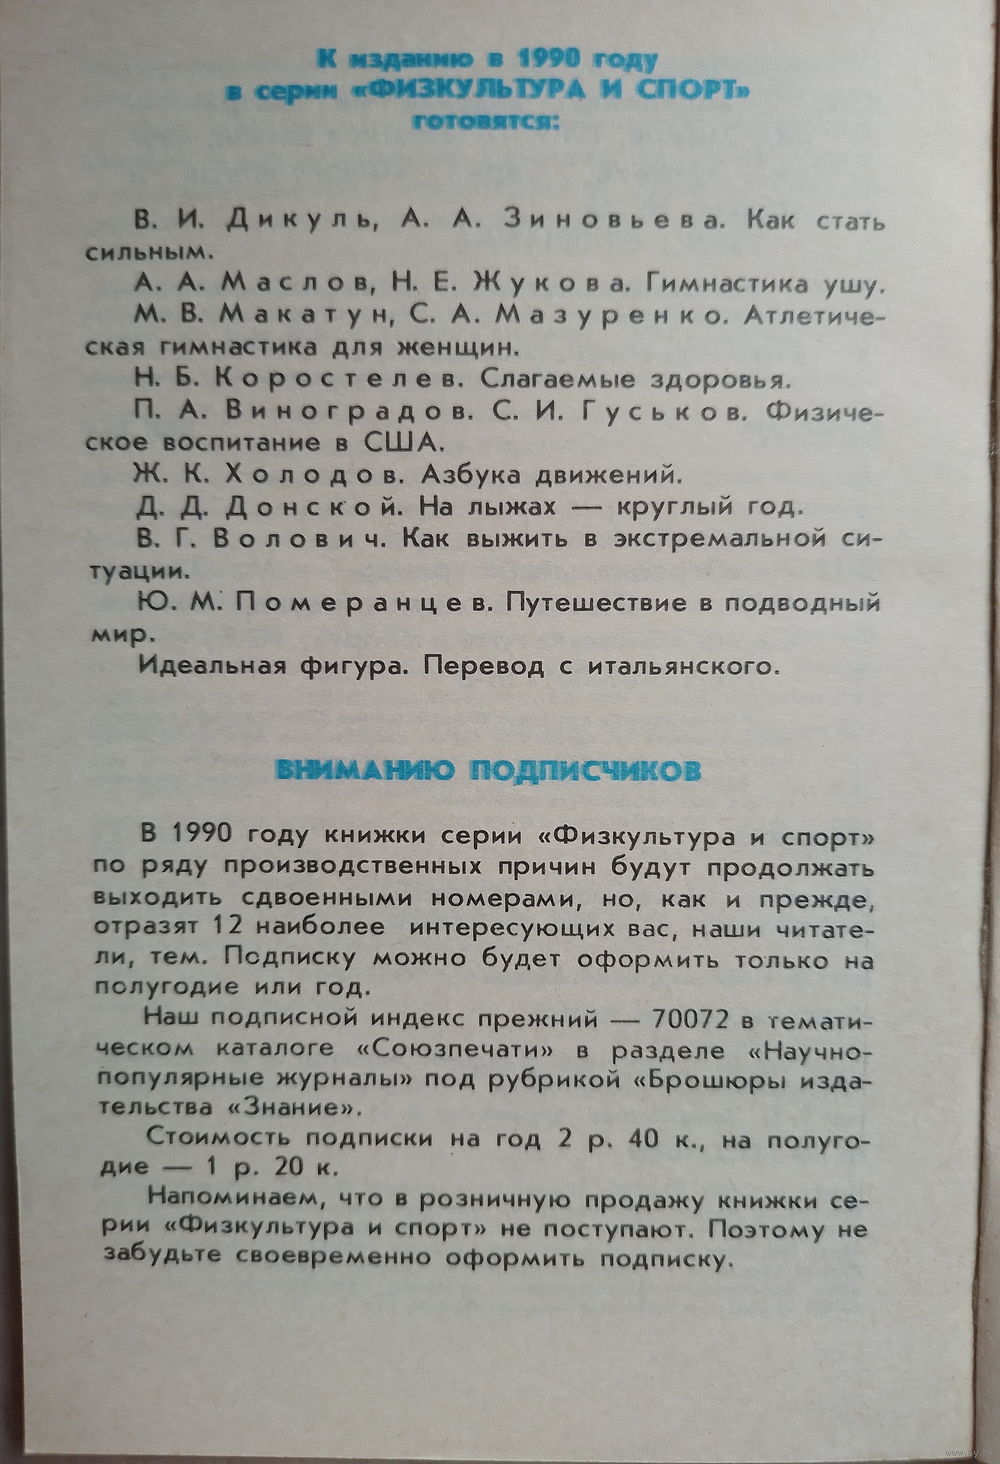 К изданию в 1990 году
в серии «ФИЗКУЛЬТУРА И СПОРТ»
готовятся:
В. И. Дикуль, А. А. Зиновьева. Как стать
сильным.
А. А. Маслов, Н. Е. Жукова. Гимнастика ушу.
М. В. Макатун, С. А. Мазуренко. Атлетиче-
ская гимнастика для женщин.
Н. Б. Коростелев. Слагаемые здоровья.
П. А. Виноградов. С. И. Гуськов. Физиче-
ское воспитание в США.
Ж. К. Холодов. Азбука движений.
Д. Д. Донской. На лыжах — круглый год.
В. Г. Волович. Как выжить в экстремальной си-
туации.
Ю. М. Померанцев. Путешествие в подводный
мир.
Идеальная фигура. Перевод с итальянского.
ВНИМАНИЮ ПОДПИСЧИКОВ
В 1990 году книжки серии «Физкультура и спорт»
по ряду производственных причин будут продолжать
выходить сдвоенными номерами, но, как и прежде,
отразят 12 наиболее интересующих вас, наши читате-
ли, тем. Подписку можно будет оформить только на
полугодие или год.
Наш подписной индекс прежний — 70072 в темати-
ческом каталоге «Союзпечати» в разделе «Научно-
популярные журналы» под рубрикой «Брошюры изда-
тельства «Знание».
Стоимость подписки на год 2 р. 40 к., на полуго-
дие — 1 р. 20 к.
Напоминаем, что в розничную продажу книжки се-
рии «Физкультура и спорт» не поступают. Поэтому не
забудьте своевременно оформить подписку.